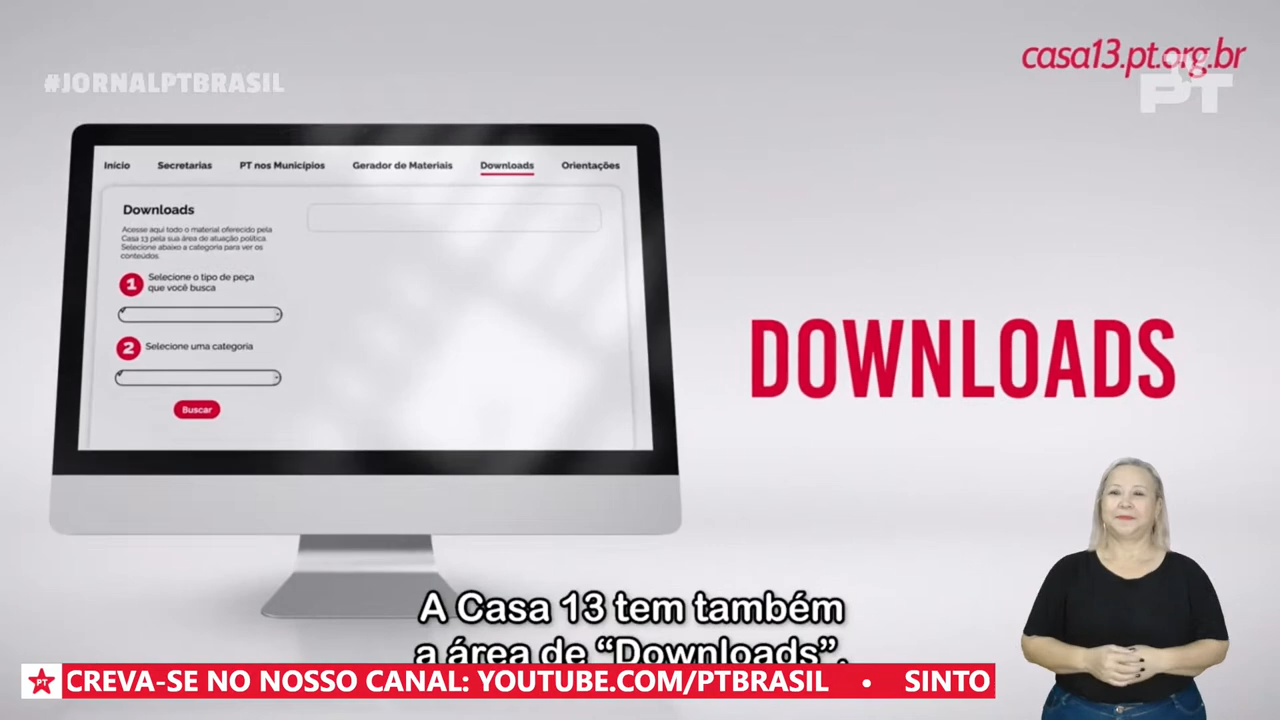 casa13.pt.org.br
#JORNALPTBRASIL
PT
Início Secretarias PT nos Municípios Gerador de Materiais Downloads Orientações
Downloads
Acesse aqui todo o material oferecido pela
Casa 13 pela sua área de atuação política.
Selecione abaixo a categoria para ver os
conteúdos.
1 Selecione o tipo de peça
que você busca
2 Selecione uma categoria
Buscar
DOWNLOADS
A Casa 13 tem também
a área de “Downloads”.
PT CREVA-SE NO NOSSO CANAL: YOUTUBE.COM/PTBRASIL • SINTO